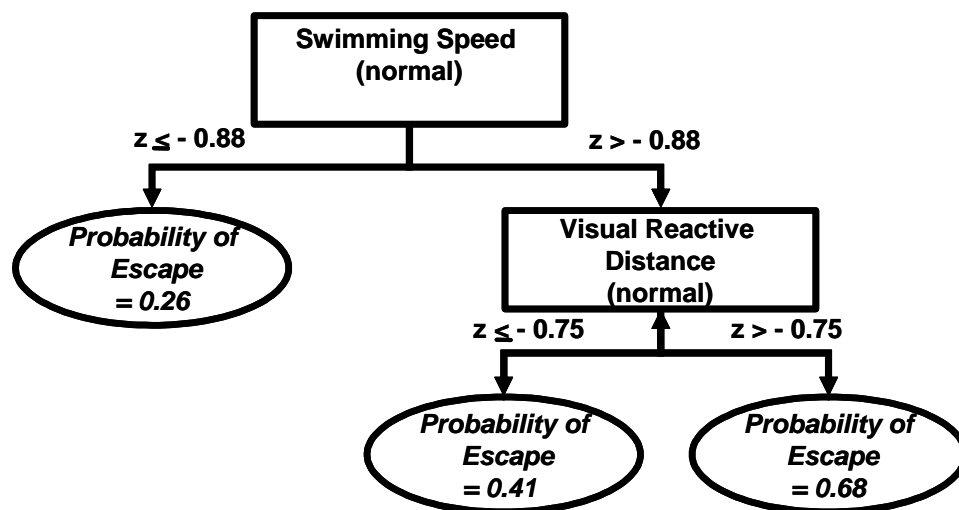 Swimming Speed
(normal)
z ≤ - 0.88
z > - 0.88
Probability of
Escape
= 0.26
Visual Reactive
Distance
(normal)
z ≤ - 0.75
z > - 0.75
Probability of
Escape
= 0.41
Probability of
Escape
= 0.68